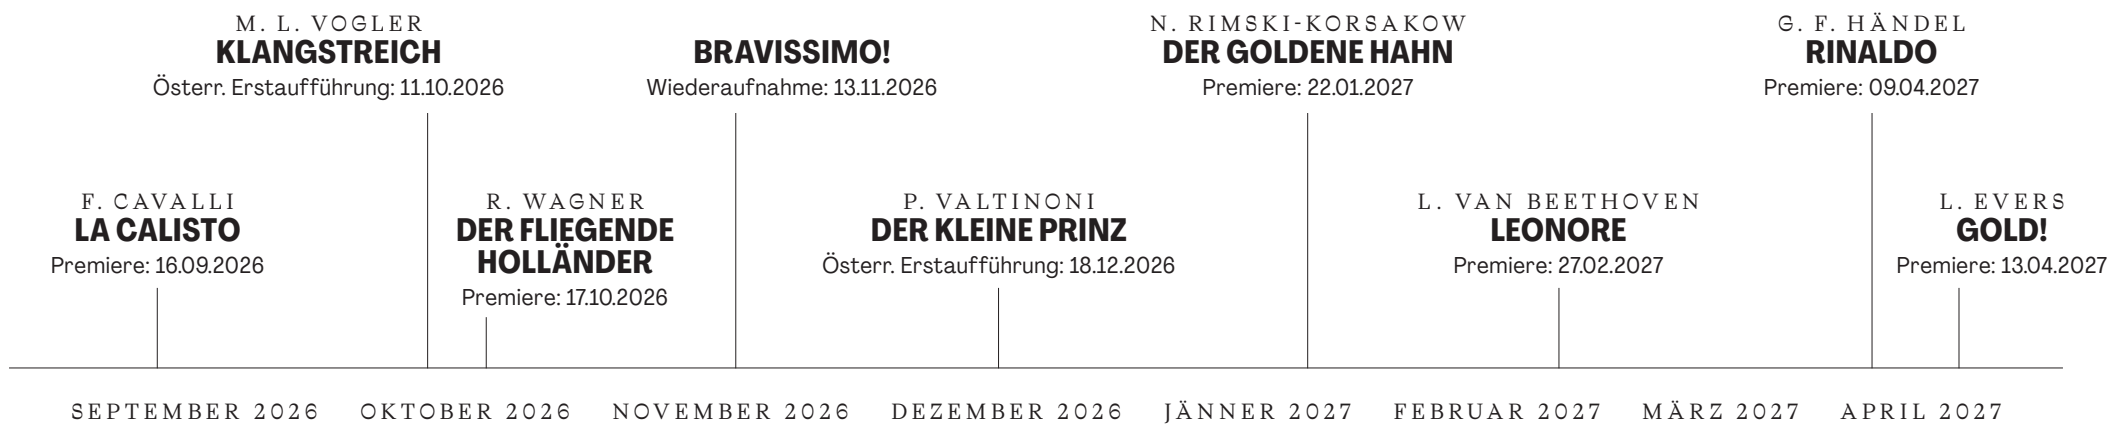 M. L. VOGLER
KLANGSTREICH
Österr. Erstaufführung: 11.10.2026
BRAVISSIMO!
Wiederaufnahme: 13.11.2026
N. RIMSKI-KORSAKOW
DER GOLDENE HAHN
Premiere: 22.01.2027
G. F. HÄNDEL
RINALDO
Premiere: 09.04.2027
F. CAVALLI
LA CALISTO
Premiere: 16.09.2026
R. WAGNER
DER FLIEGENDE
HOLLÄNDER
Premiere: 17.10.2026
P. VALTINONI
DER KLEINE PRINZ
Österr. Erstaufführung: 18.12.2026
L. VAN BEETHOVEN
LEONORE
Premiere: 27.02.2027
L. EVERS
GOLD!
Premiere: 13.04.2027
SEPTEMBER 2026 OKTOBER 2026 NOVEMBER 2026 DEZEMBER 2026 JÄNNER 2027 FEBRUAR 2027 MÄRZ 2027 APRIL 2027